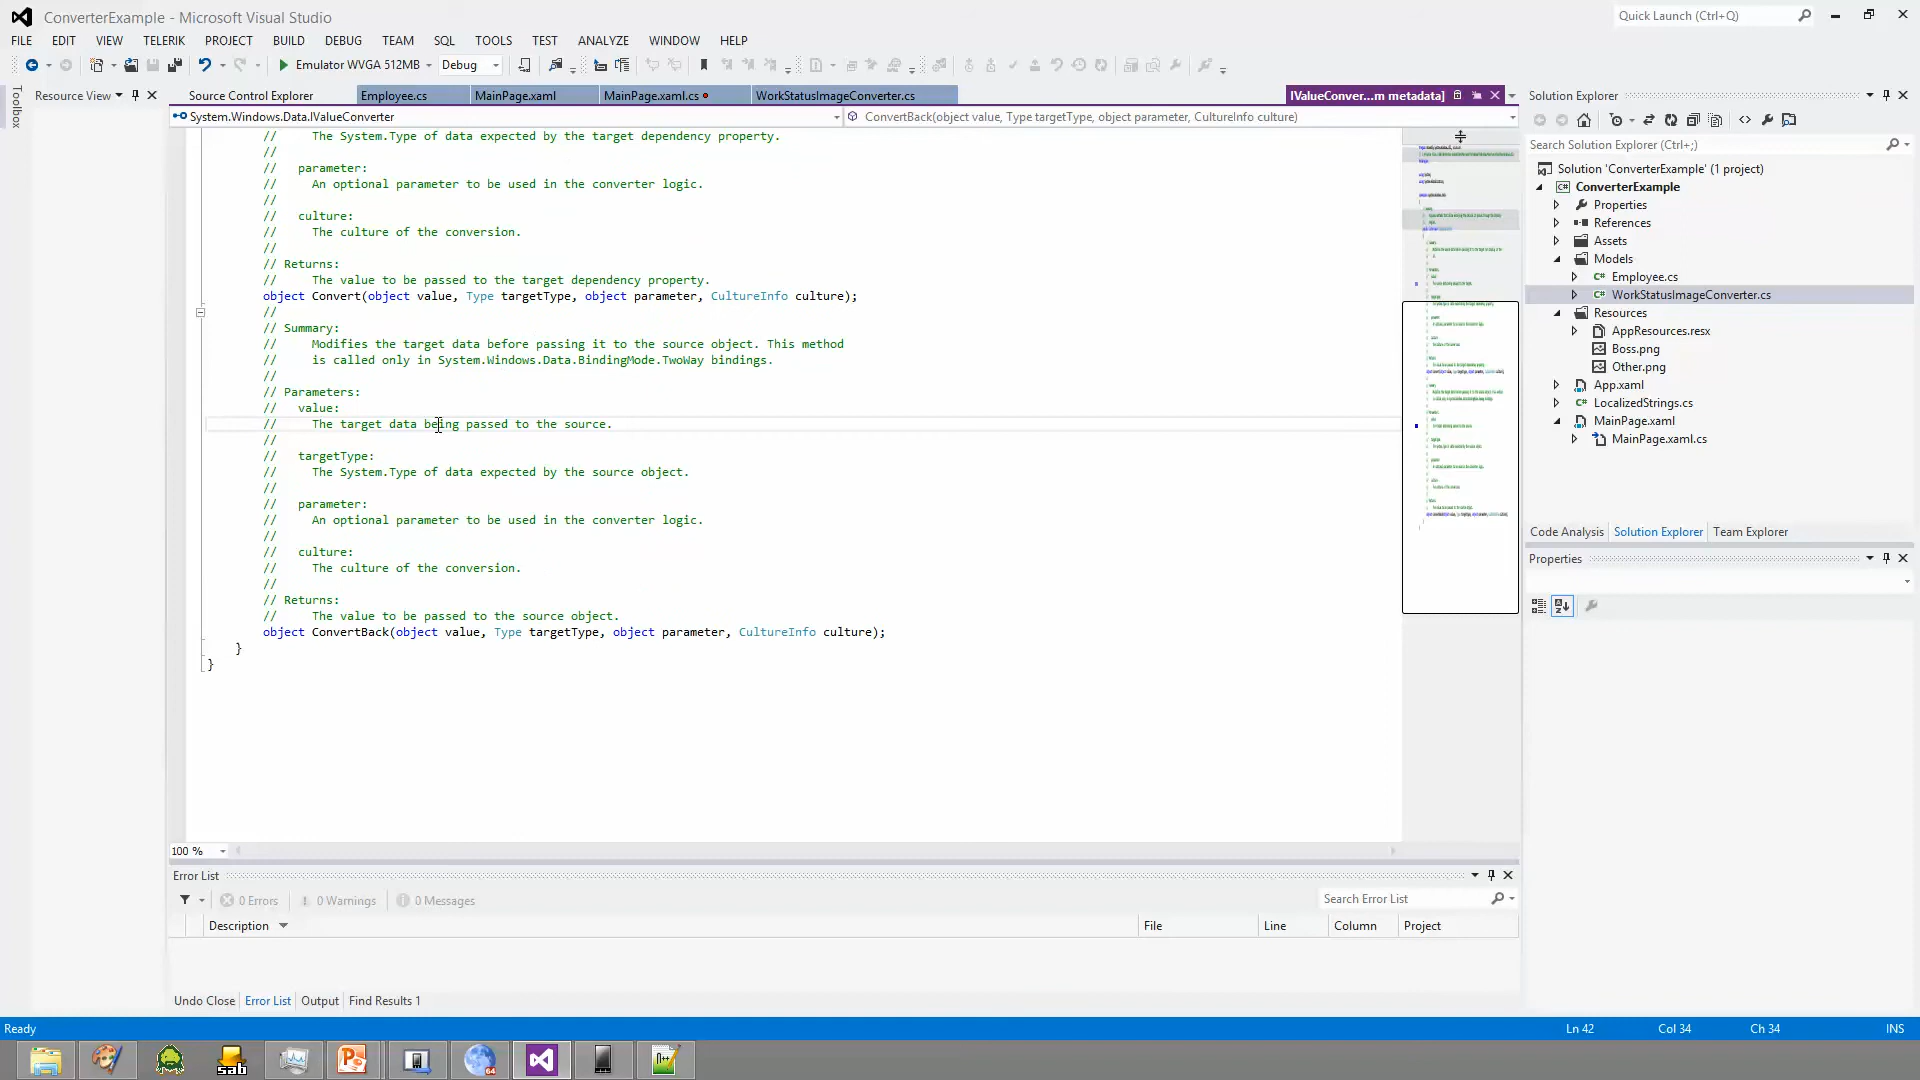 ConverterExample - Microsoft Visual Studio
Quick Launch (Ctrl+Q)
FILE EDIT VIEW TELERIK PROJECT BUILD DEBUG TEAM SQL TOOLS TEST ANALYZE WINDOW HELP
Emulator WVGA 512MB Debug
Toolbox
Resource View
Source Control Explorer Employee.cs MainPage.xaml MainPage.xaml.cs WorkStatusImageConverter.cs IValueConver...m metadata]
System.Windows.Data.IValueConverter ConvertBack(object value, Type targetType, object parameter, CultureInfo culture)
// The System.Type of data expected by the target dependency property.
//
// parameter:
// An optional parameter to be used in the converter logic.
//
// culture:
// The culture of the conversion.
//
// Returns:
// The value to be passed to the target dependency property.
object Convert(object value, Type targetType, object parameter, CultureInfo culture);
//
// Summary:
// Modifies the target data before passing it to the source object. This method
// is called only in System.Windows.Data.BindingMode.TwoWay bindings.
//
// Parameters:
// value:
// The target data being passed to the source.
//
// targetType:
// The System.Type of data expected by the source object.
//
// parameter:
// An optional parameter to be used in the converter logic.
//
// culture:
// The culture of the conversion.
//
// Returns:
// The value to be passed to the source object.
object ConvertBack(object value, Type targetType, object parameter, CultureInfo culture);
}
}
100 %
Error List
0 Errors 0 Warnings 0 Messages
Search Error List
Description File Line Column Project
Undo Close Error List Output Find Results 1
Solution Explorer
Search Solution Explorer (Ctrl+;)
Solution 'ConverterExample' (1 project)
ConverterExample
Properties
References
Assets
Models
Employee.cs
WorkStatusImageConverter.cs
Resources
AppResources.resx
Boss.png
Other.png
App.xaml
LocalizedStrings.cs
MainPage.xaml
MainPage.xaml.cs
Code Analysis Solution Explorer Team Explorer
Properties
Ready Ln 42 Col 34 Ch 34 INS
sab
64